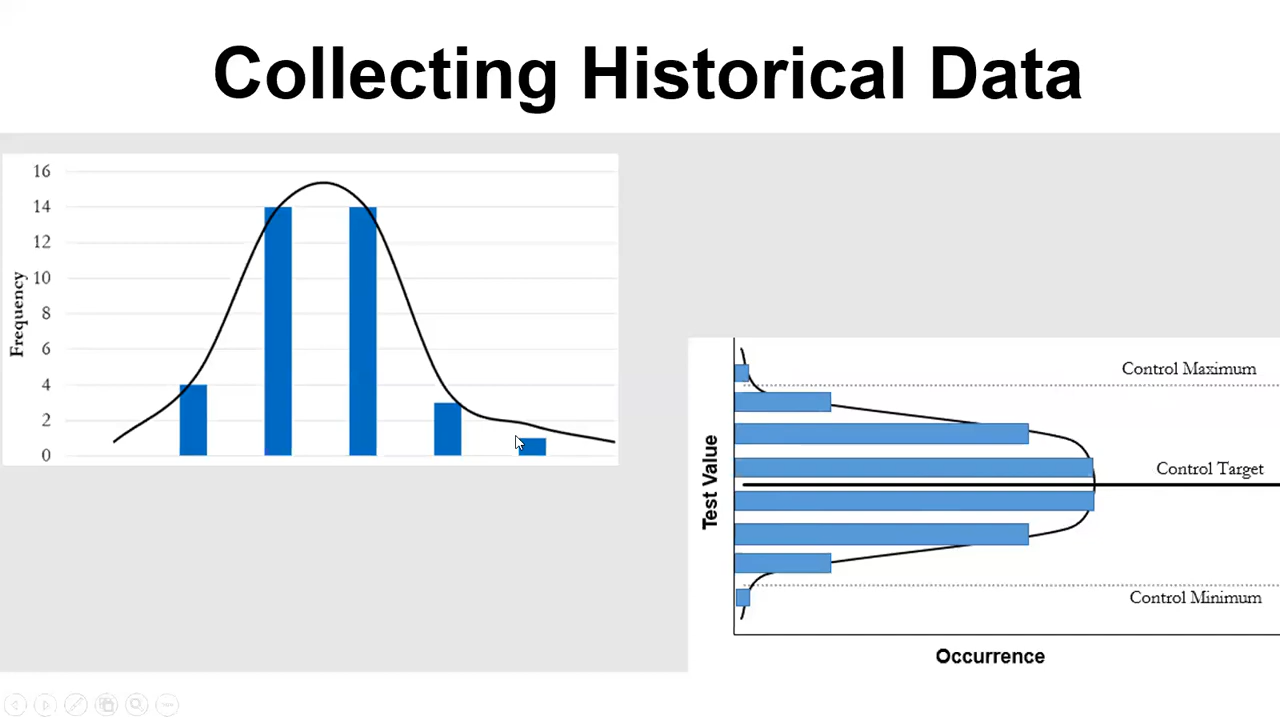 Collecting Historical Data
Frequency
16
14
12
10
8
6
4
2
0
Test Value
Control Maximum
Control Target
Control Minimum
Occurrence